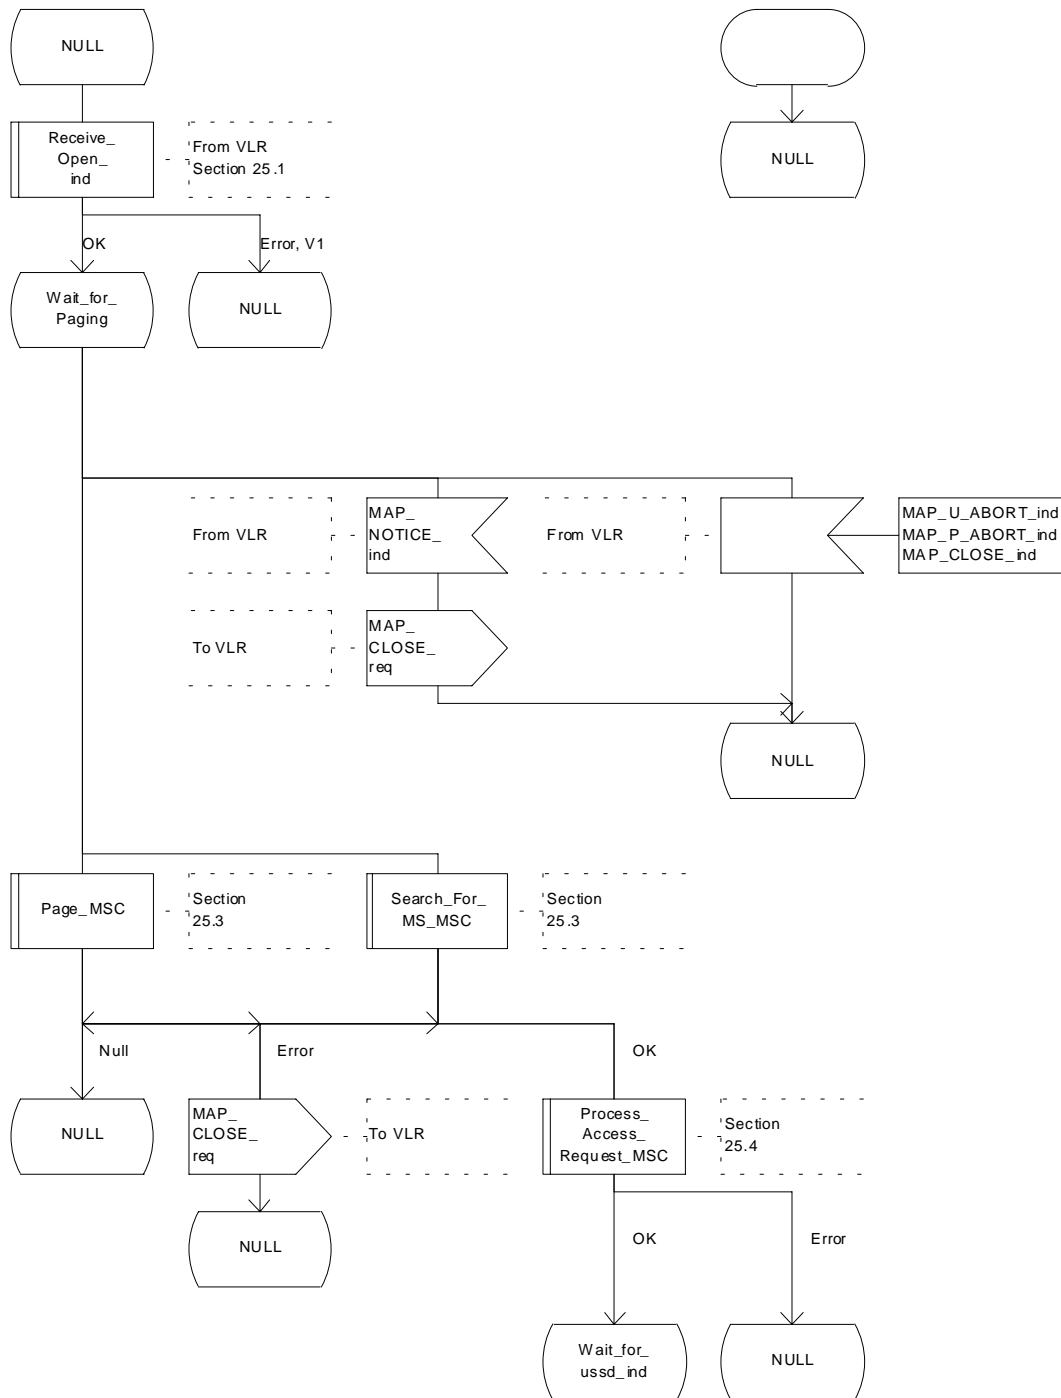 NULL
Receive_
Open_
ind
From VLR
Section 25.1
NULL
OK
Error, V1
Wait_for_
Paging
NULL
From VLR
MAP_
NOTICE_
ind
From VLR
MAP_U_ABORT_ind
MAP_P_ABORT_ind
MAP_CLOSE_ind
To VLR
MAP_
CLOSE_
req
NULL
Page_MSC
Section
25.3
Search_For_
MS_MSC
Section
25.3
Null
Error
OK
NULL
MAP_
CLOSE_
req
To VLR
Process_
Access_
Request_MSC
Section
25.4
NULL
OK
Error
Wait_for_
ussd_ind
NULL